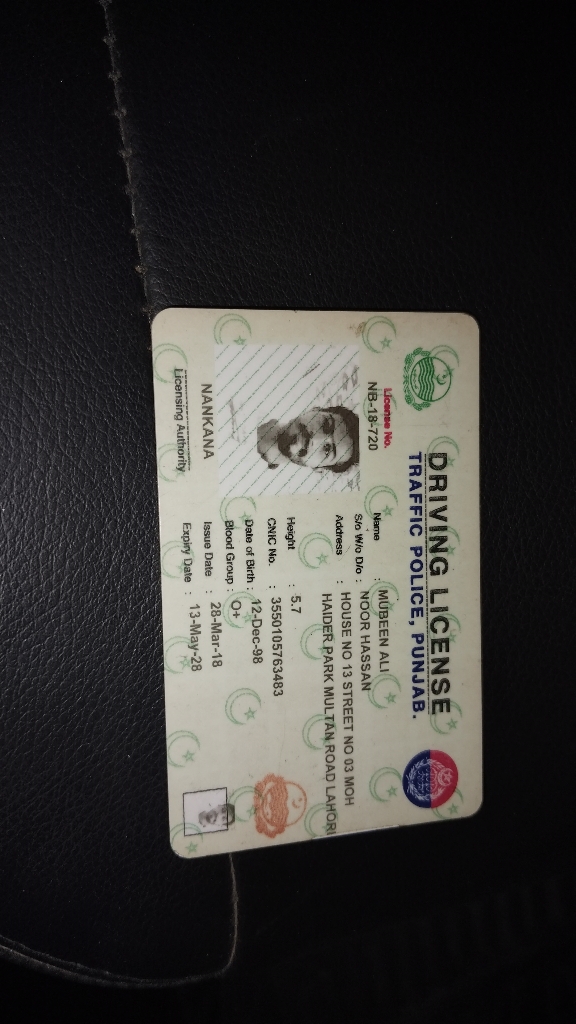 DRIVING LICENSE
TRAFFIC POLICE, PUNJAB.
License No.
NB-18-720
Name : MUBEEN ALI
S/o W/o D/o : NOOR HASSAN
Address : HOUSE NO 13 STREET NO 03 MOH
HAIDER PARK MULTAN ROAD LAHORI
Height : 5.7
CNIC No. : 3550105763483
Date of Birth : 12-Dec-98
Blood Group : O+
Issue Date : 28-Mar-18
Expiry Date : 13-May-28
NANKANA
Licensing Authority